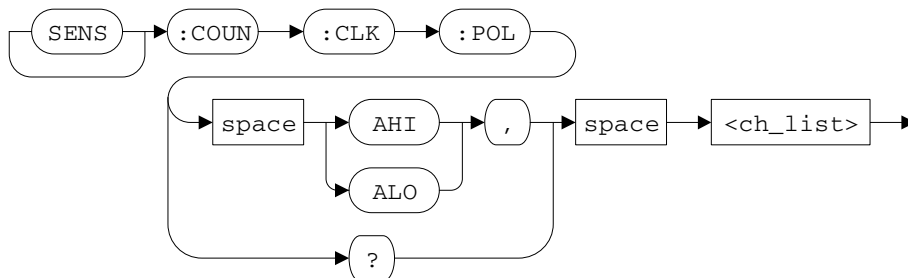 SENS :COUN :CLK :POL
space AHI , space <ch_list>
ALO
?